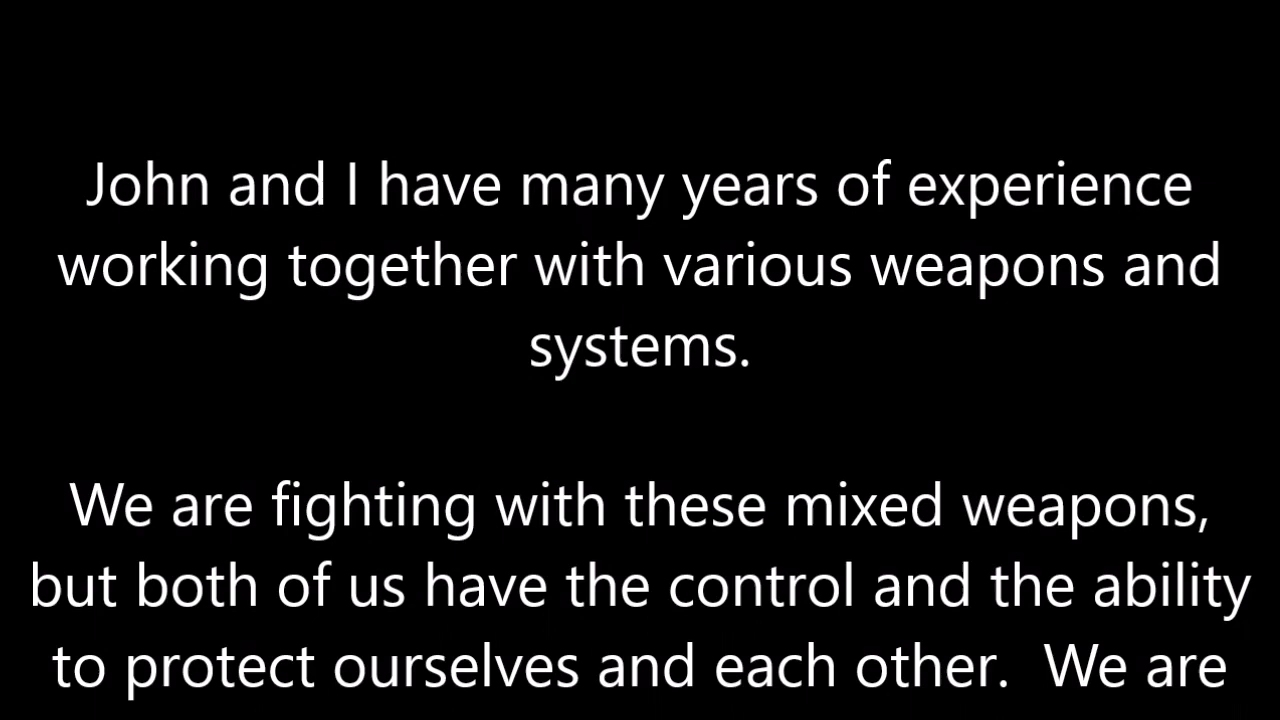 John and I have many years of experience
working together with various weapons and
systems.
We are fighting with these mixed weapons,
but both of us have the control and the ability
to protect ourselves and each other.  We are